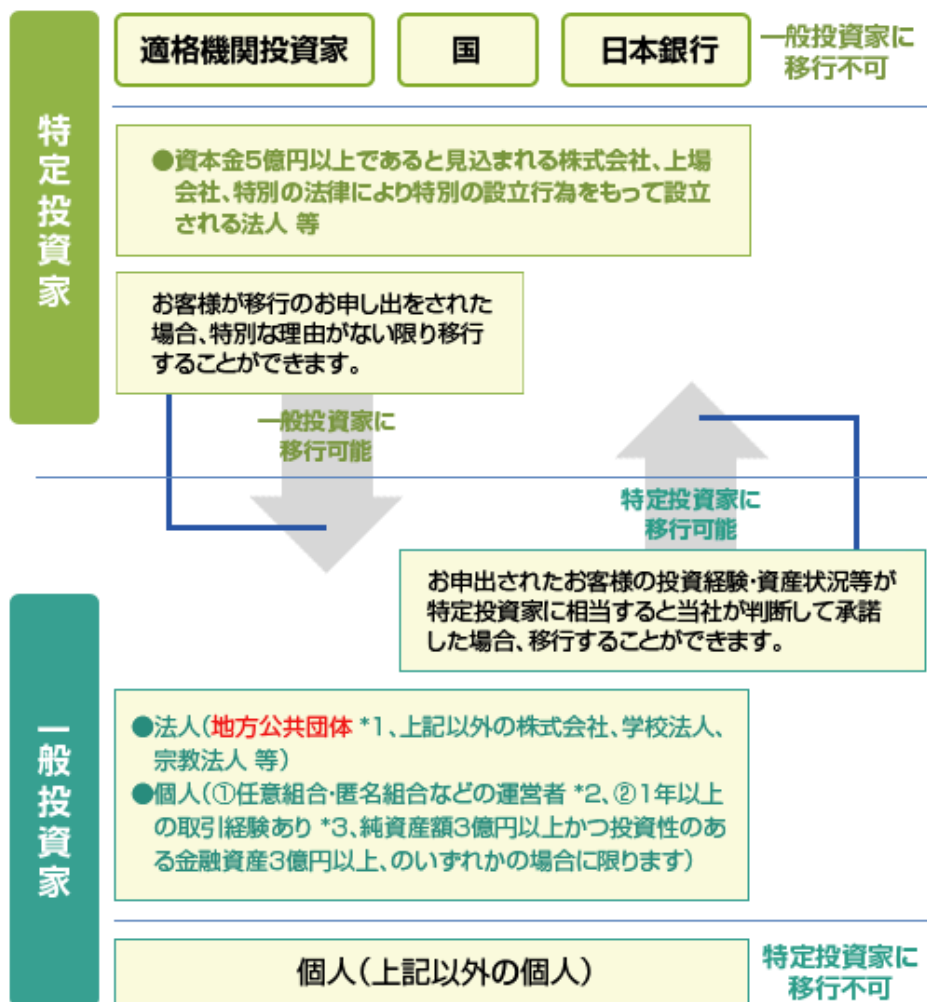 特定投資家
適格機関投資家
国
日本銀行
一般投資家に
移行不可
●資本金5億円以上であると見込まれる株式会社、上場
会社、特別の法律により特別の設立行為をもって設立
される法人 等
お客様が移行のお申し出をされた
場合、特別な理由がない限り移行
することができます。
一般投資家に
移行可能
特定投資家に
移行可能
お申出されたお客様の投資経験・資産状況等が
特定投資家に相当すると当社が判断して承諾
した場合、移行することができます。
一般投資家
●法人(地方公共団体 *1、上記以外の株式会社、学校法人、
宗教法人 等)
●個人(①任意組合・匿名組合などの運営者 *2、②1年以上
の取引経験あり *3、純資産額3億円以上かつ投資性のあ
る金融資産3億円以上、のいずれかの場合に限ります)
個人(上記以外の個人)
特定投資家に
移行不可